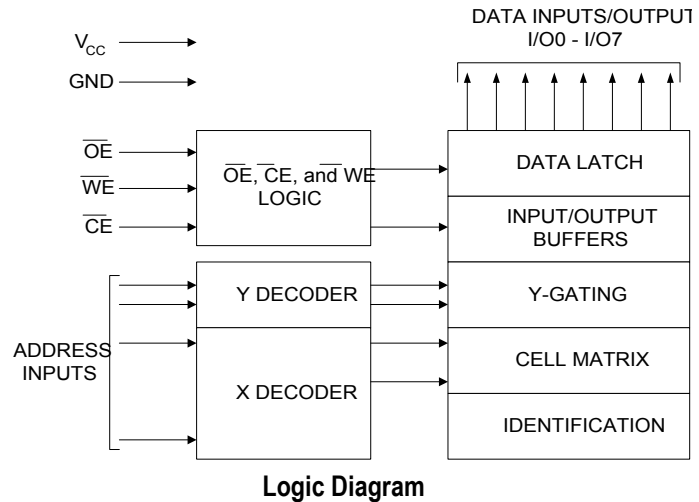 DATA INPUTS/OUTPUT
I/O0 - I/O7
VCC
GND
OE
WE
CE
OE, CE, and WE
LOGIC
DATA LATCH
INPUT/OUTPUT
BUFFERS
ADDRESS
INPUTS
Y DECODER
Y-GATING
X DECODER
CELL MATRIX
IDENTIFICATION
Logic Diagram